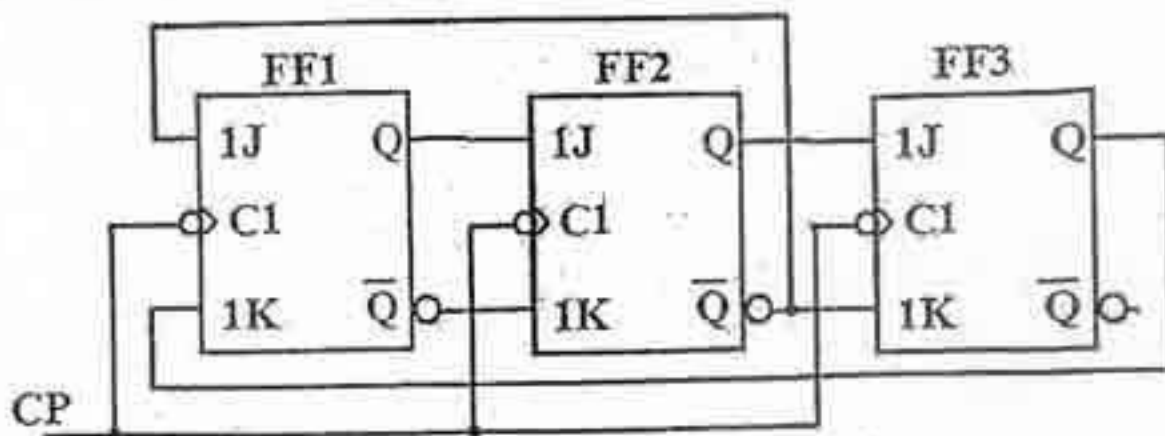 FF1 FF2 FF3
1J Q 1J Q 1J Q
C1 C1 C1
1K Q̅ 1K Q̅ 1K Q̅
CP